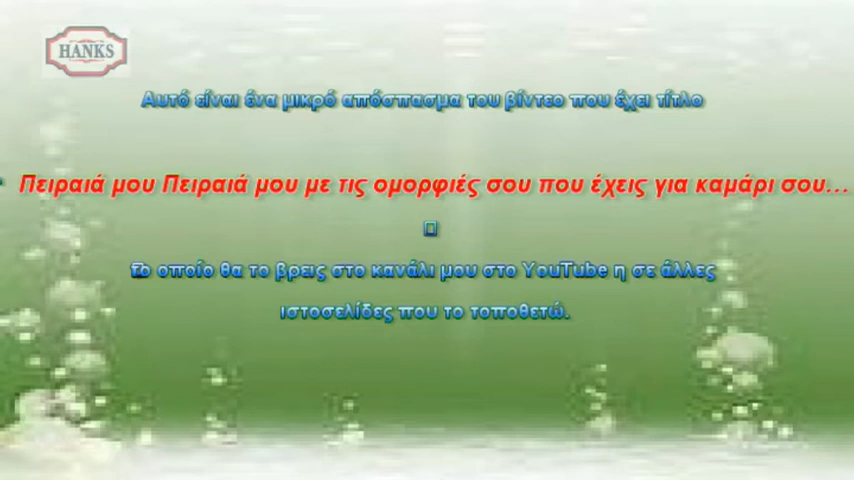 HANKS
Αυτό είναι ένα μικρό απόσπασμα του βίντεο που έχει τίτλο
Πειραιά μου Πειραιά μου με τις ομορφιές σου που έχεις για καμάρι σου...
το οποίο θα το βρεις στο κανάλι μου στο YouTube η σε άλλες
ιστοσελίδες που το τοποθετώ.